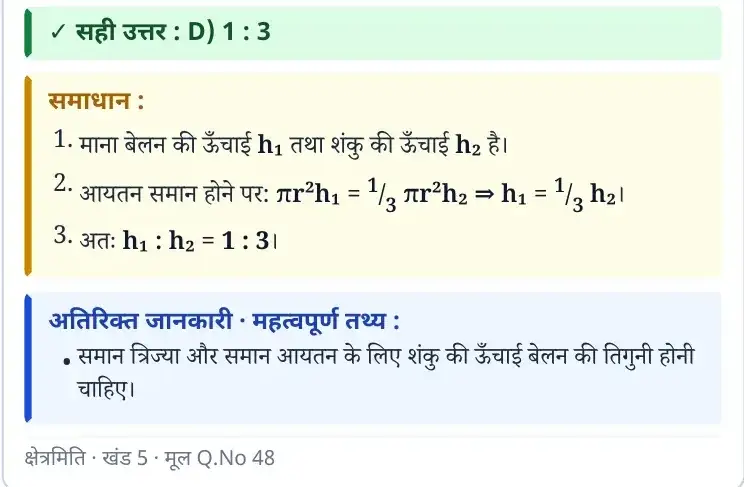 ✓ सही उत्तर : D) 1 : 3
समाधान :
1. माना बेलन की ऊँचाई h₁ तथा शंकु की ऊँचाई h₂ है।
2. आयतन समान होने पर: πr²h₁ = ¹/₃ πr²h₂ ⇒ h₁ = ¹/₃ h₂।
3. अतः h₁ : h₂ = 1 : 3।
अतिरिक्त जानकारी · महत्वपूर्ण तथ्य :
• समान त्रिज्या और समान आयतन के लिए शंकु की ऊँचाई बेलन की तिगुनी होनी
चाहिए।
क्षेत्रमिति · खंड 5 · मूल Q.No 48